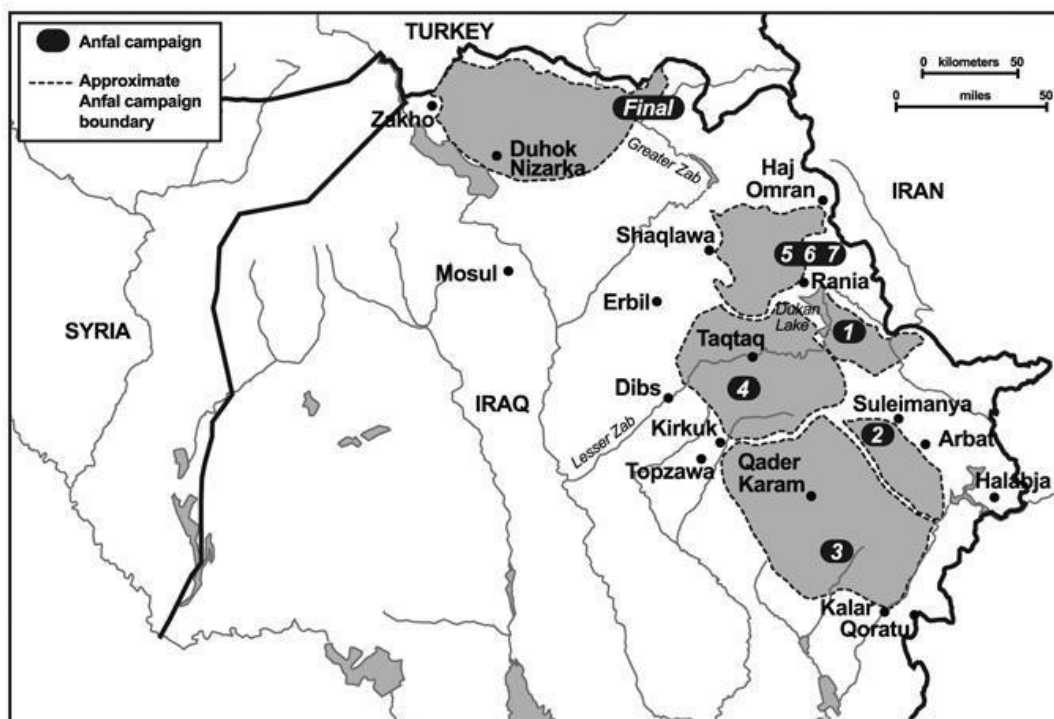 Anfal campaign
Approximate
Anfal campaign
boundary
TURKEY
0 kilometers 50
0 miles 50
Zakho
Final
Duhok
Nizarka
Greater Zab
Haj
Omran
IRAN
Shaqlawa
5 6 7
Mosul
Rania
Erbil
Dukan
Lake
1
SYRIA
Taqtaq
4
Dibs
IRAQ
Suleimanya
Kirkuk
2
Arbat
Lesser Zab
Topzawa
Qader
Karam
Halabja
3
Kalar
Qoratu